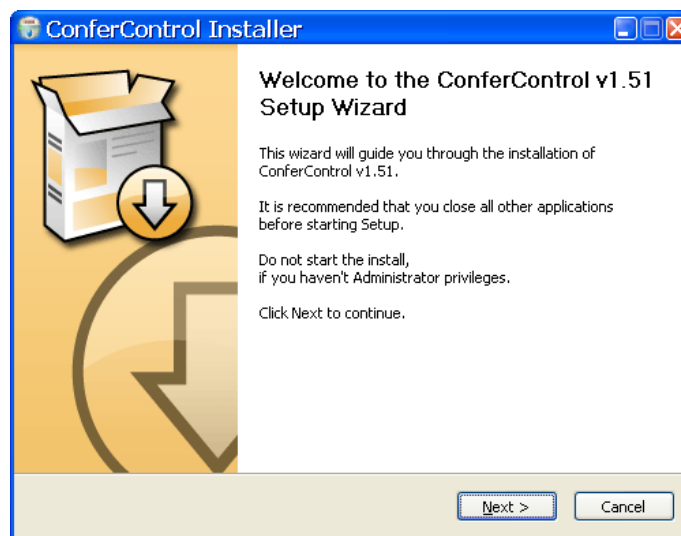 ConferControl Installer
Welcome to the ConferControl v1.51
Setup Wizard
This wizard will guide you through the installation of
ConferControl v1.51.
It is recommended that you close all other applications
before starting Setup.
Do not start the install,
if you haven't Administrator privileges.
Click Next to continue.
Next > Cancel